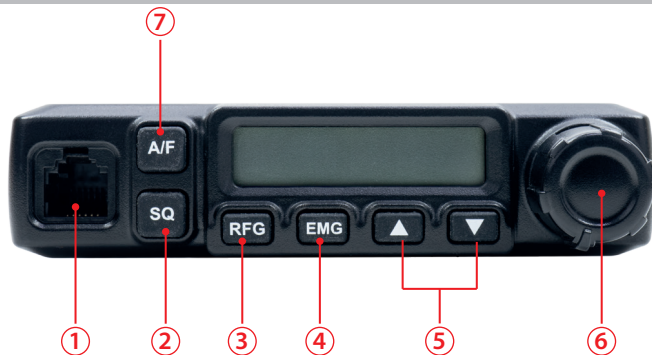 ⑦
A/F
SQ
RFG EMG ▲ ▼
① ② ③ ④ ⑤ ⑥